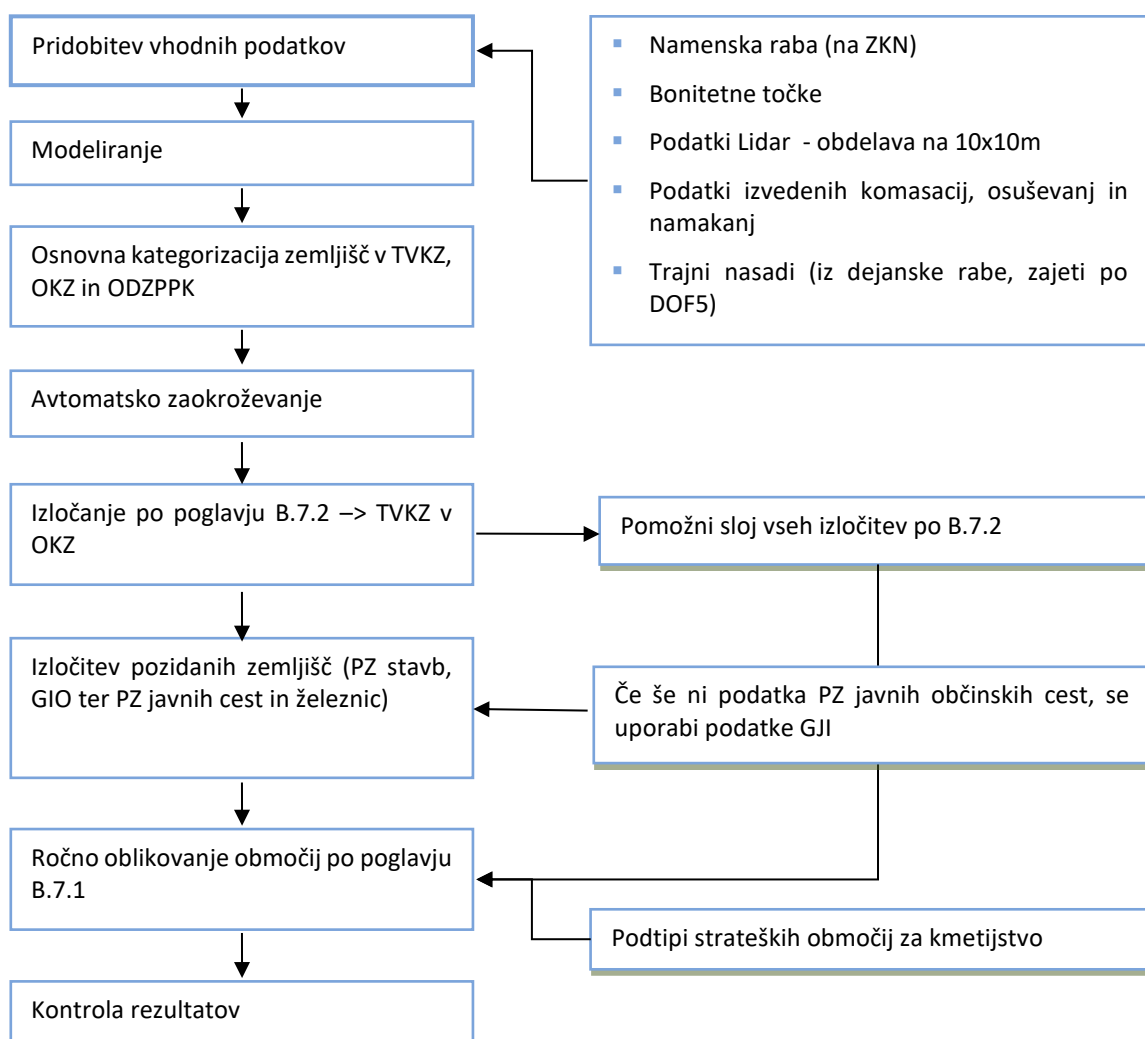 Pridobitev vhodnih podatkov
Modeliranje
Osnovna kategorizacija zemljišč v TVKZ,
OKZ in ODZPPK
Avtomatsko zaokroževanje
Izločanje po poglavju B.7.2 –> TVKZ v
OKZ
Izločitev pozidanih zemljišč (PZ stavb,
GIO ter PZ javnih cest in železnic)
Ročno oblikovanje območij po poglavju
B.7.1
Kontrola rezultatov
▪ Namenska raba (na ZKN)
▪ Bonitetne točke
▪ Podatki Lidar - obdelava na 10x10m
▪ Podatki izvedenih komasacij, osuševanj in
namakanj
▪ Trajni nasadi (iz dejanske rabe, zajeti po
DOF5)
Pomožni sloj vseh izločitev po B.7.2
Če še ni podatka PZ javnih občinskih cest, se
uporabi podatke GJI
Podtipi strateških območij za kmetijstvo